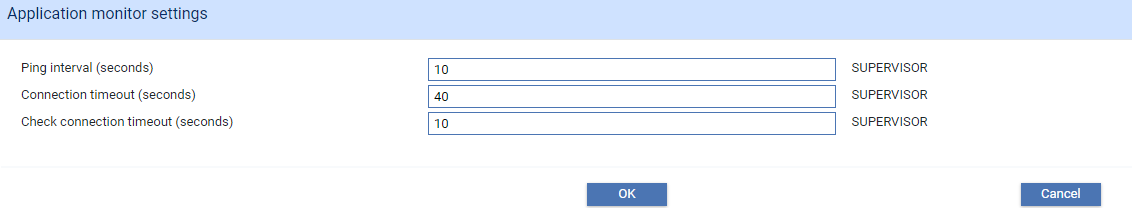 Application monitor settings
Ping interval (seconds) 10 SUPERVISOR
Connection timeout (seconds) 40 SUPERVISOR
Check connection timeout (seconds) 10 SUPERVISOR
OK Cancel